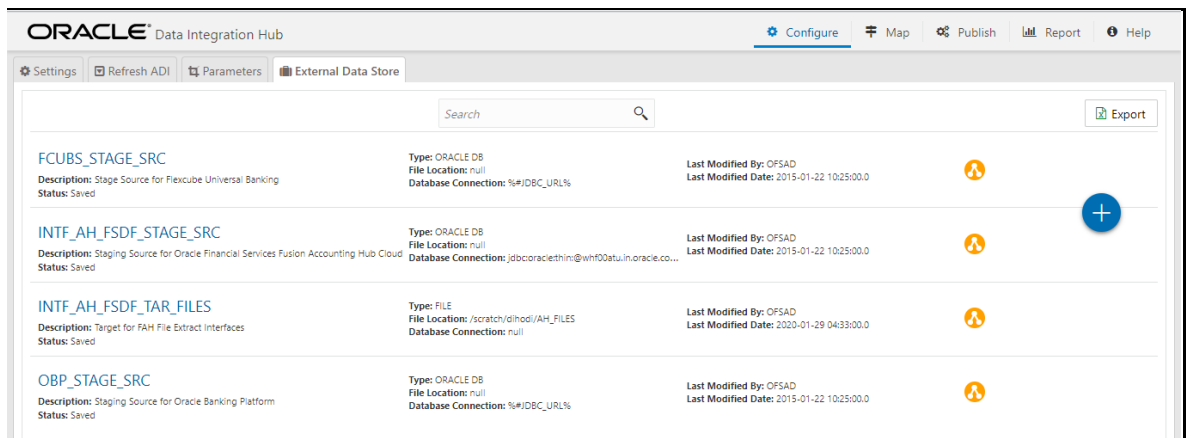 ORACLE® Data Integration Hub
Configure Map Publish Report Help
Settings Refresh ADI Parameters External Data Store
Search Export
FCUBS_STAGE_SRC
Description: Stage Source for Flexcube Universal Banking
Status: Saved
Type: ORACLE DB
File Location: null
Database Connection: %#JDBC_URL%
Last Modified By: OFSAD
Last Modified Date: 2015-01-22 10:25:00.0
INTF_AH_FSDF_STAGE_SRC
Description: Staging Source for Oracle Financial Services Fusion Accounting Hub Cloud
Status: Saved
Type: ORACLE DB
File Location: null
Database Connection: jdbc:oracle:thin:@whf00atu.in.oracle.co...
Last Modified By: OFSAD
Last Modified Date: 2015-01-22 10:25:00.0
INTF_AH_FSDF_TAR_FILES
Description: Target for FAH File Extract Interfaces
Status: Saved
Type: FILE
File Location: /scratch/dihodi/AH_FILES
Database Connection: null
Last Modified By: OFSAD
Last Modified Date: 2020-01-29 04:33:00.0
OBP_STAGE_SRC
Description: Staging Source for Oracle Banking Platform
Status: Saved
Type: ORACLE DB
File Location: null
Database Connection: %#JDBC_URL%
Last Modified By: OFSAD
Last Modified Date: 2015-01-22 10:25:00.0